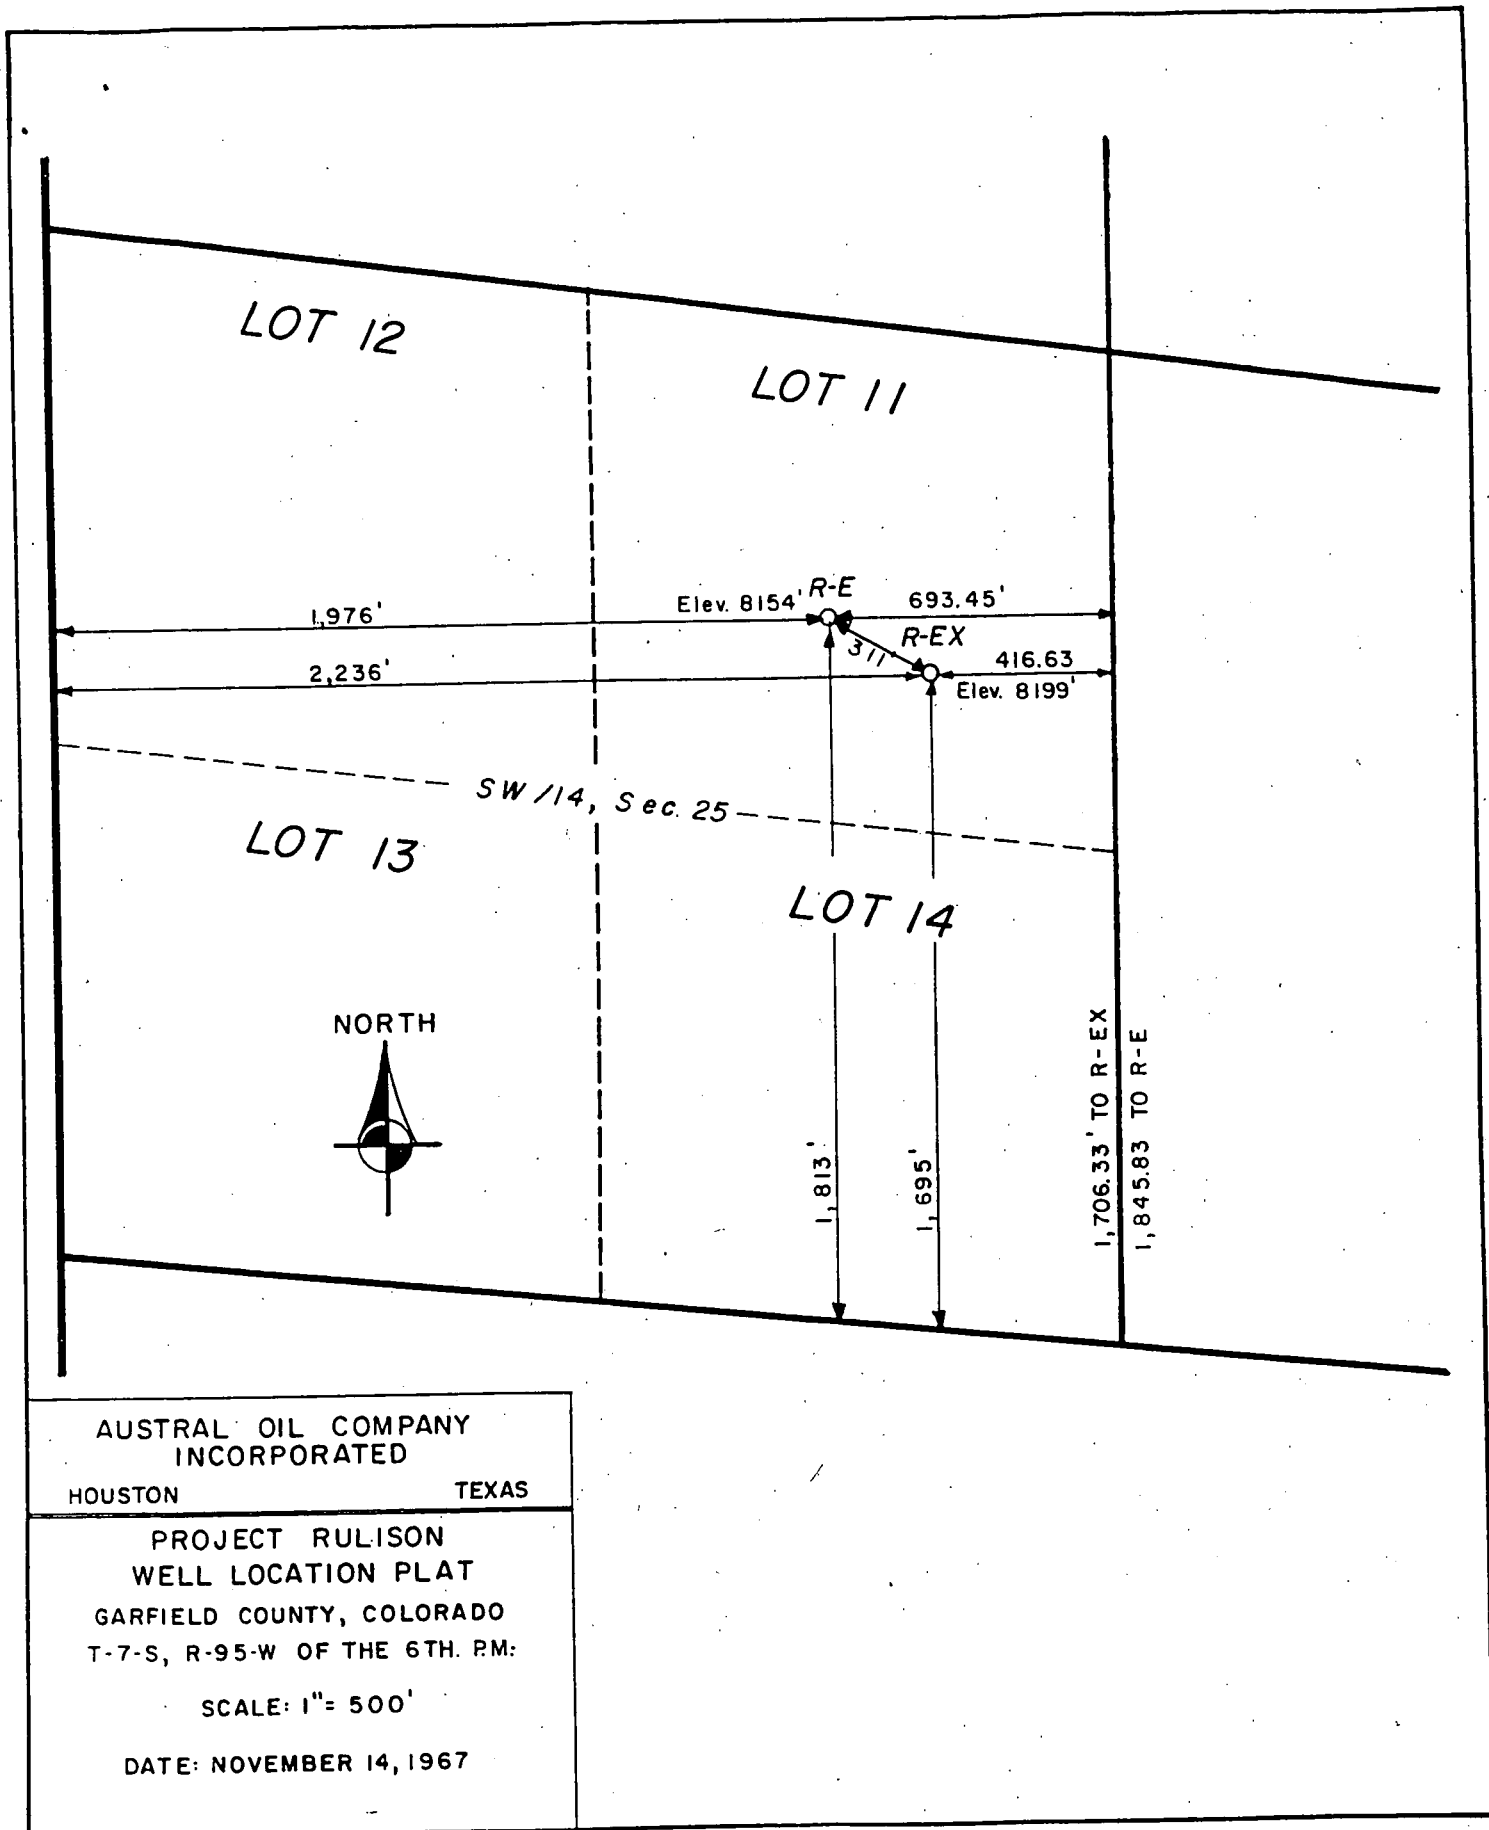 LOT 12
LOT 11
R-E
Elev. 8154'
693.45'
1,976'
R-EX
311
416.63
2,236'
Elev. 8199'
SW/14, Sec. 25
LOT 13
LOT 14
NORTH
1,813'
1,695'
1,706.33' TO R-EX
1,845.83 TO R-E
AUSTRAL OIL COMPANY
INCORPORATED
HOUSTON TEXAS
PROJECT RULISON
WELL LOCATION PLAT
GARFIELD COUNTY, COLORADO
T-7-S, R-95-W OF THE 6TH. P.M:
SCALE: 1"= 500'
DATE: NOVEMBER 14, 1967